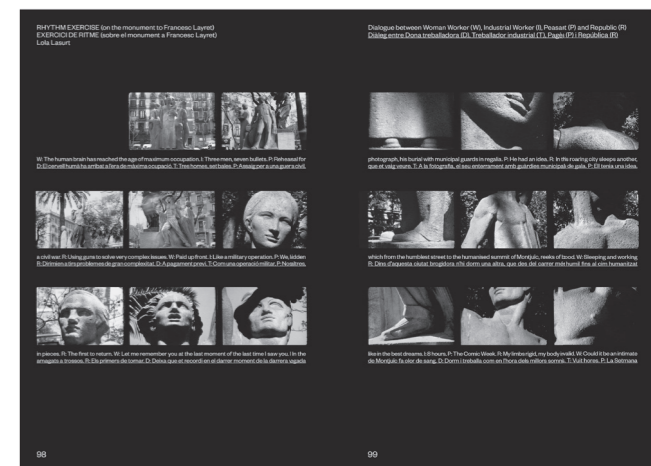 RHYTHM EXERCISE (on the monument to Francesc Layret)
EXERCICI DE RITME (sobre el monument a Francesc Layret)
Lola Lasurt
W: The human brain has reached the age of maximum occupation. I: Three men, seven bullets. P: Rehearsal for
D: El cervell humà ha arribat a l'era de màxima ocupació. T: Tres homes, set bales. P: Assaig per a una guerra civil.
a civil war. R: Using guns to solve very complex issues. W: Paid up front. I: Like a military operation. P: We, hidden
R: Dirimien a tirs problemes de gran complexitat. D: A pagament previ. T: Com una operació militar. P: Nosaltres,
in pieces. R: The first to return. W: Let me remember you at the last moment of the last time I saw you. I: In the
amagats a trossos. R: Els primers de tornar. D: Deixa que et recordi en el darrer moment de la darrera vegada
98
Dialogue between Woman Worker (W), Industrial Worker (I), Peasant (P) and Republic (R)
Diàleg entre Dona treballadora (D), Treballador industrial (T), Pagès (P) i República (R)
photograph, his burial with municipal guards in regalia. P: He had an idea. R: In this roaring city sleeps another,
que et vaig veure. T: A la fotografia, el seu enterrament amb guàrdies municipals de gala. P: Ell tenia una idea.
which from the humblest street to the humanised summit of Montjuïc, reeks of blood. W: Sleeping and working
R: Dins d'aquesta ciutat brogidora n'hi dorm una altra, que des del carrer més humil fins al cim humanitzat
like in the best dreams. I: 8 hours. P: The Comic Week. R: My limbs rigid, my body invalid. W: Could it be an intimate
de Montjuïc fa olor de sang. D: Dormi i treballa com en l'hora dels millors somnis. T: Vuit hores. P: La Setmana
99